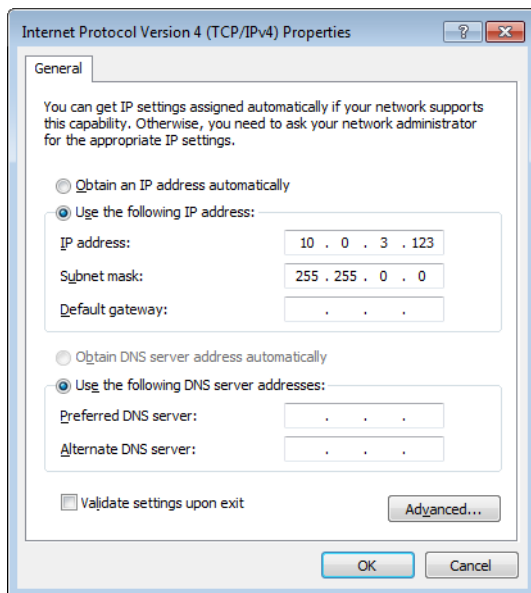 Internet Protocol Version 4 (TCP/IPv4) Properties
General
You can get IP settings assigned automatically if your network supports
this capability. Otherwise, you need to ask your network administrator
for the appropriate IP settings.
Obtain an IP address automatically
Use the following IP address:
IP address: 10 . 0 . 3 . 123
Subnet mask: 255 . 255 . 0 . 0
Default gateway: . . .
Obtain DNS server address automatically
Use the following DNS server addresses:
Preferred DNS server: . . .
Alternate DNS server: . . .
Validate settings upon exit
Advanced...
OK Cancel